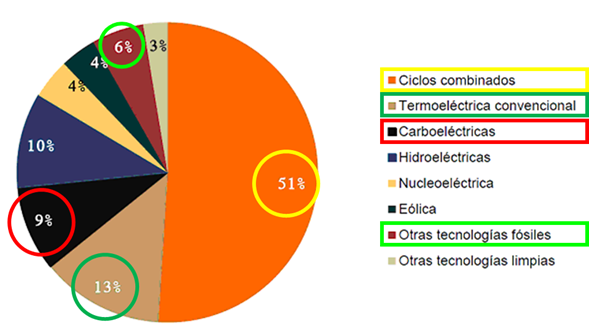 6%
3%
4%
4%
10%
51%
9%
13%
Ciclos combinados
Termoeléctrica convencional
Carboeléctricas
Hidroeléctricas
Nucleoeléctrica
Eólica
Otras tecnologías fósiles
Otras tecnologías limpias